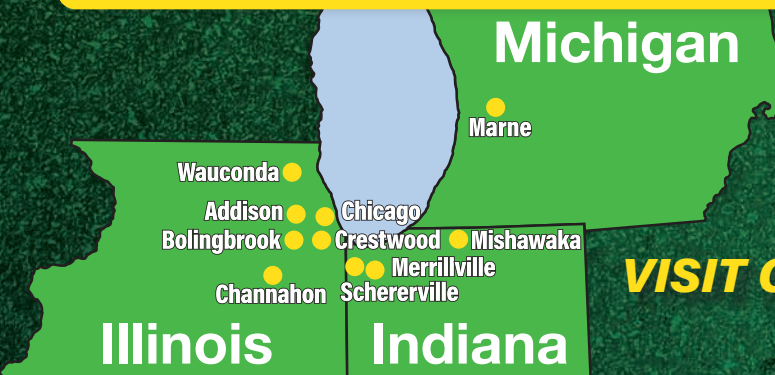 Michigan
Marne
Wauconda
Addison
Chicago
Bolingbrook
Crestwood
Mishawaka
Merrillville
Channahon
Schererville
VISIT
Illinois
Indiana